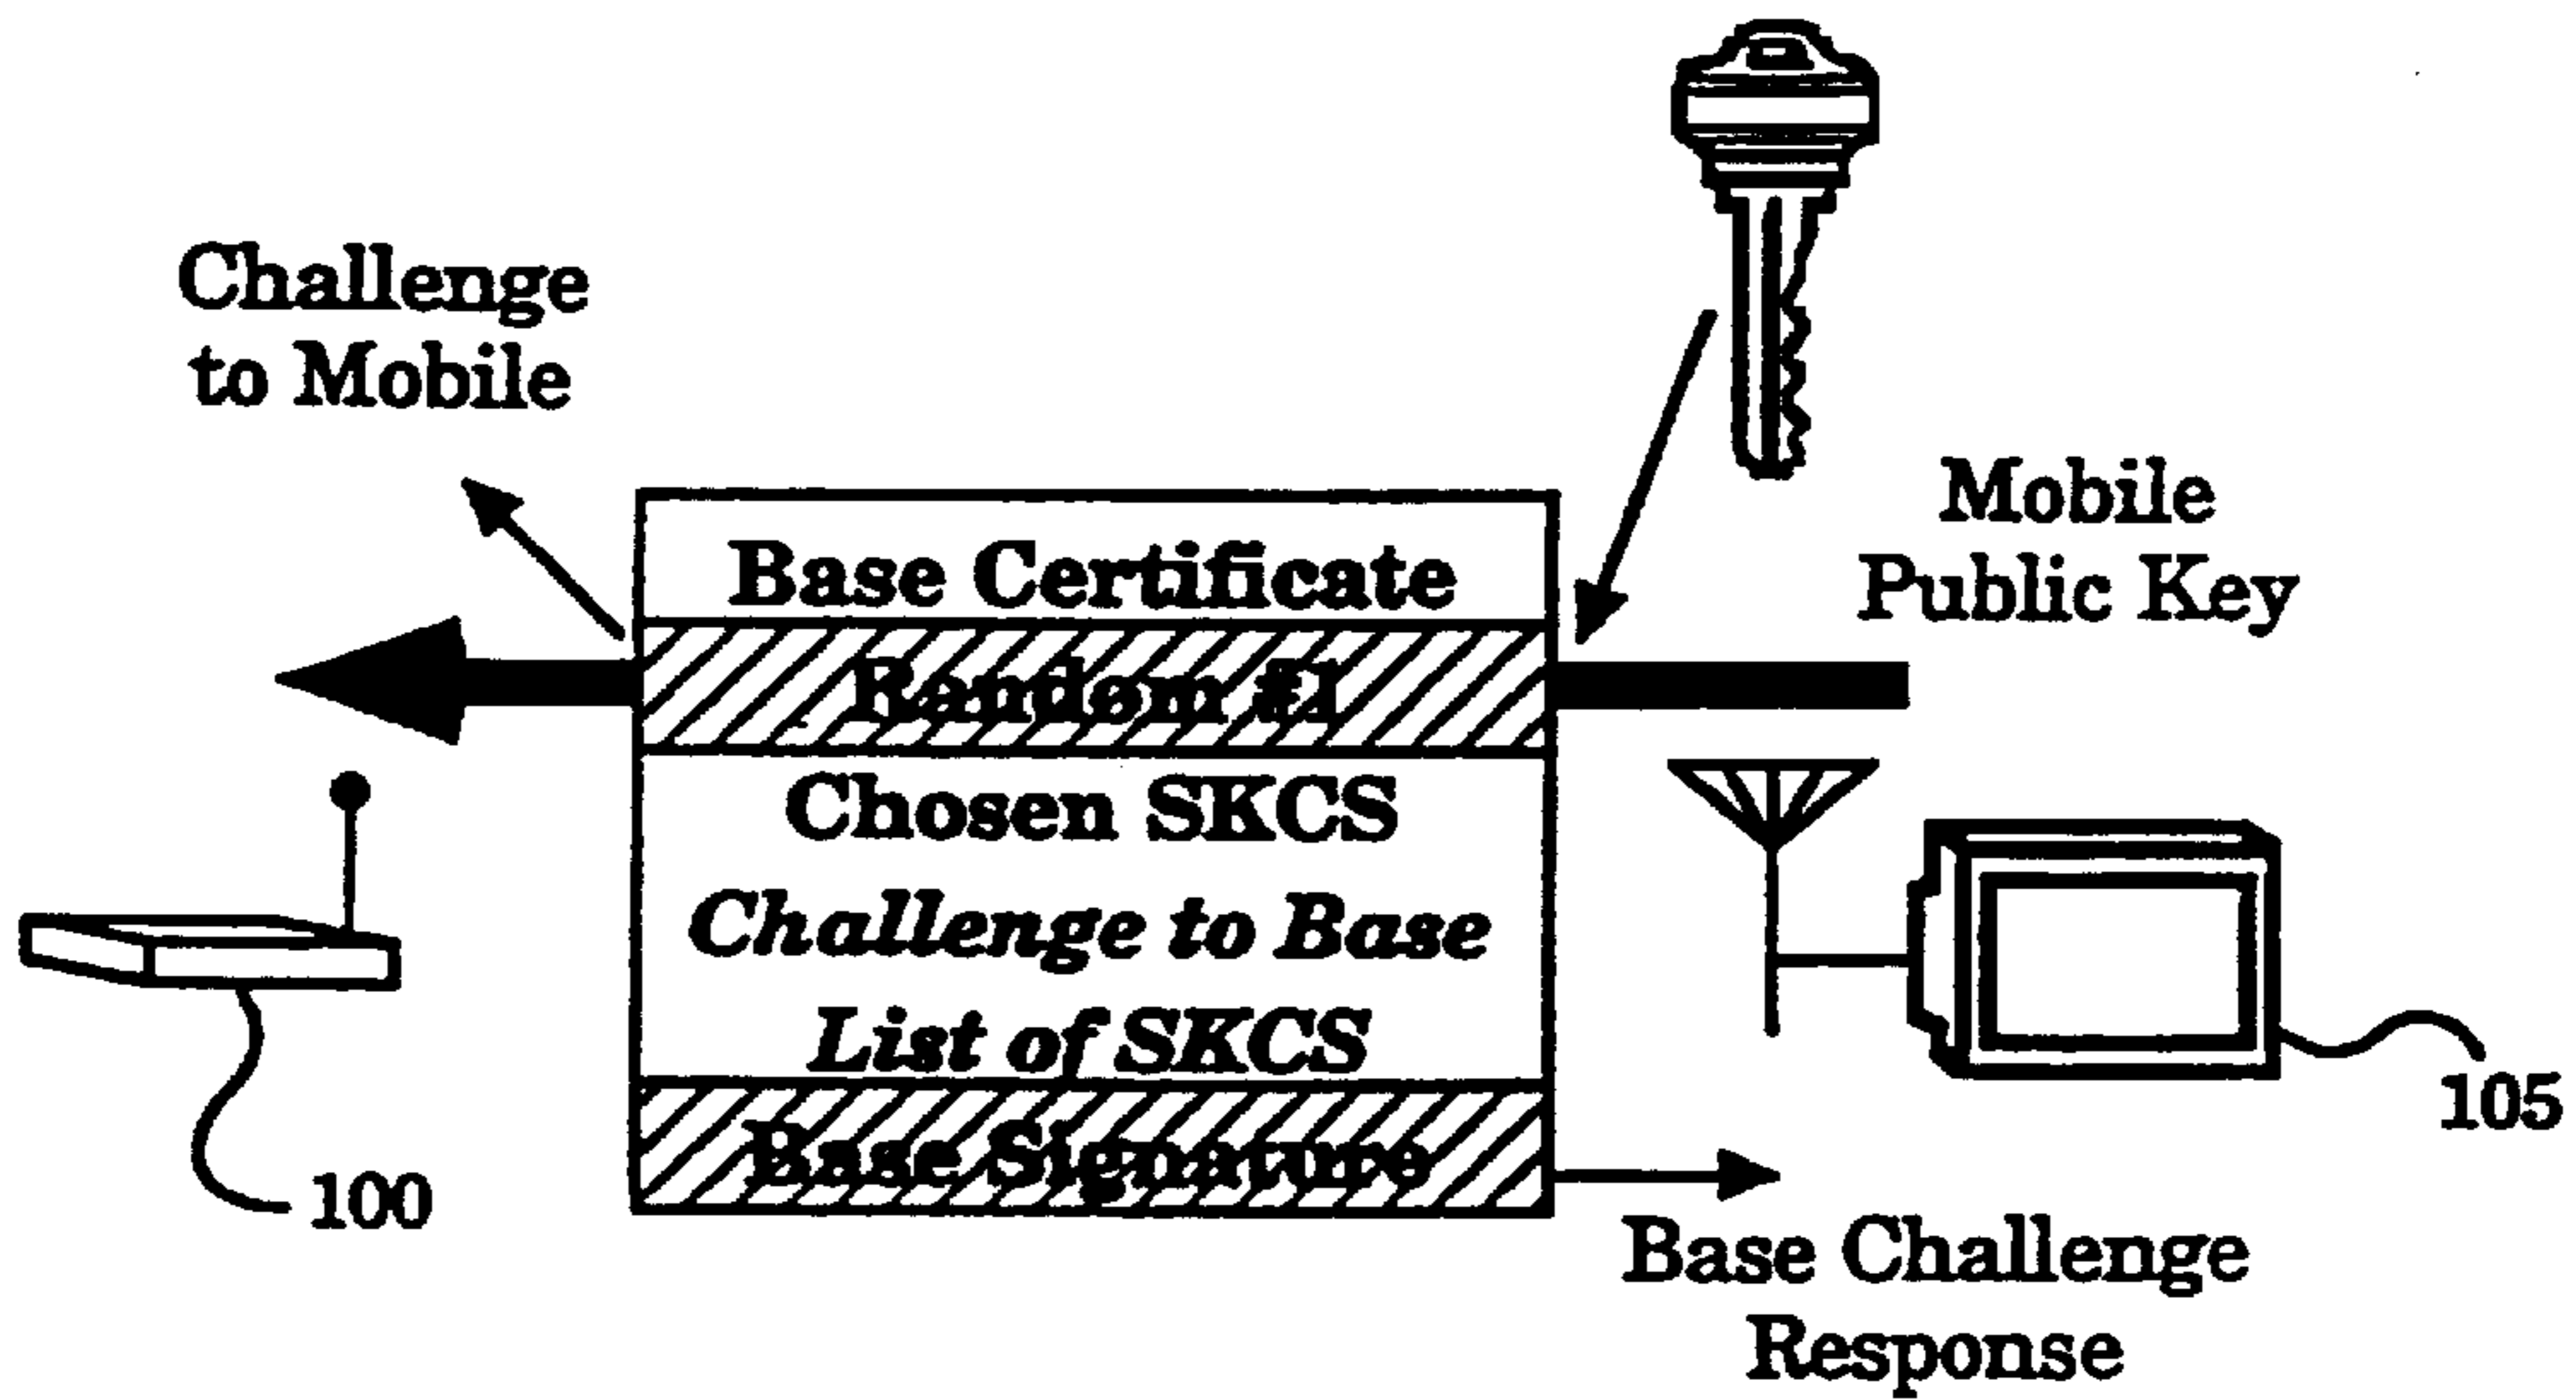 Challenge
to Mobile
Mobile
Public Key
Base Certificate
Random #1
Chosen SKCS
Challenge to Base
List of SKCS
Base Signature
100
105
Base Challenge
Response